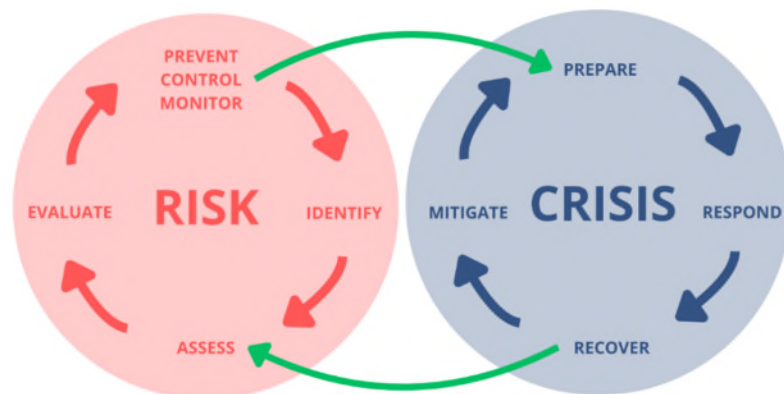 PREVENT
CONTROL
MONITOR
EVALUATE
RISK
IDENTIFY
ASSESS
PREPARE
MITIGATE
CRISIS
RESPOND
RECOVER